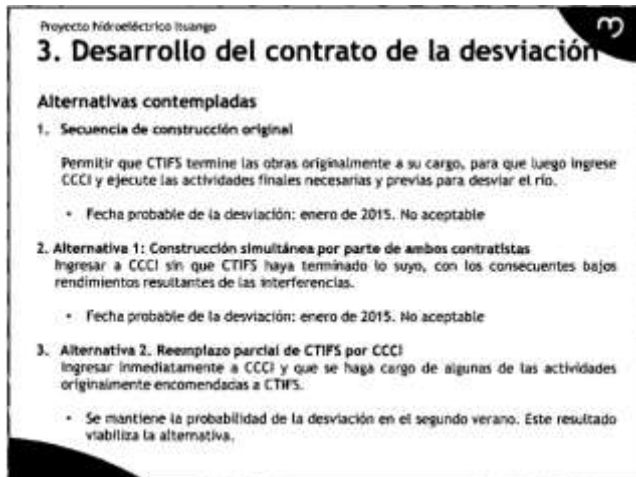 Proyecto hidroeléctrico Ituango
3
3. Desarrollo del contrato de la desviación
Alternativas contempladas
1. Secuencia de construcción original
Permitir que CTIFS termine las obras originalmente a su cargo, para que luego ingrese
CCCI y ejecute las actividades finales necesarias y previas para desviar el río.
• Fecha probable de la desviación: enero de 2015. No aceptable
2. Alternativa 1: Construcción simultánea por parte de ambos contratistas
Ingresar a CCCI sin que CTIFS haya terminado lo suyo, con los consecuentes bajos
rendimientos resultantes de las interferencias.
• Fecha probable de la desviación: enero de 2015. No aceptable
3. Alternativa 2. Reemplazo parcial de CTIFS por CCCI
Ingresar inmediatamente a CCCI y que se haga cargo de algunas de las actividades
originalmente encomendadas a CTIFS.
• Se mantiene la probabilidad de la desviación en el segundo verano. Este resultado
viabiliza la alternativa.